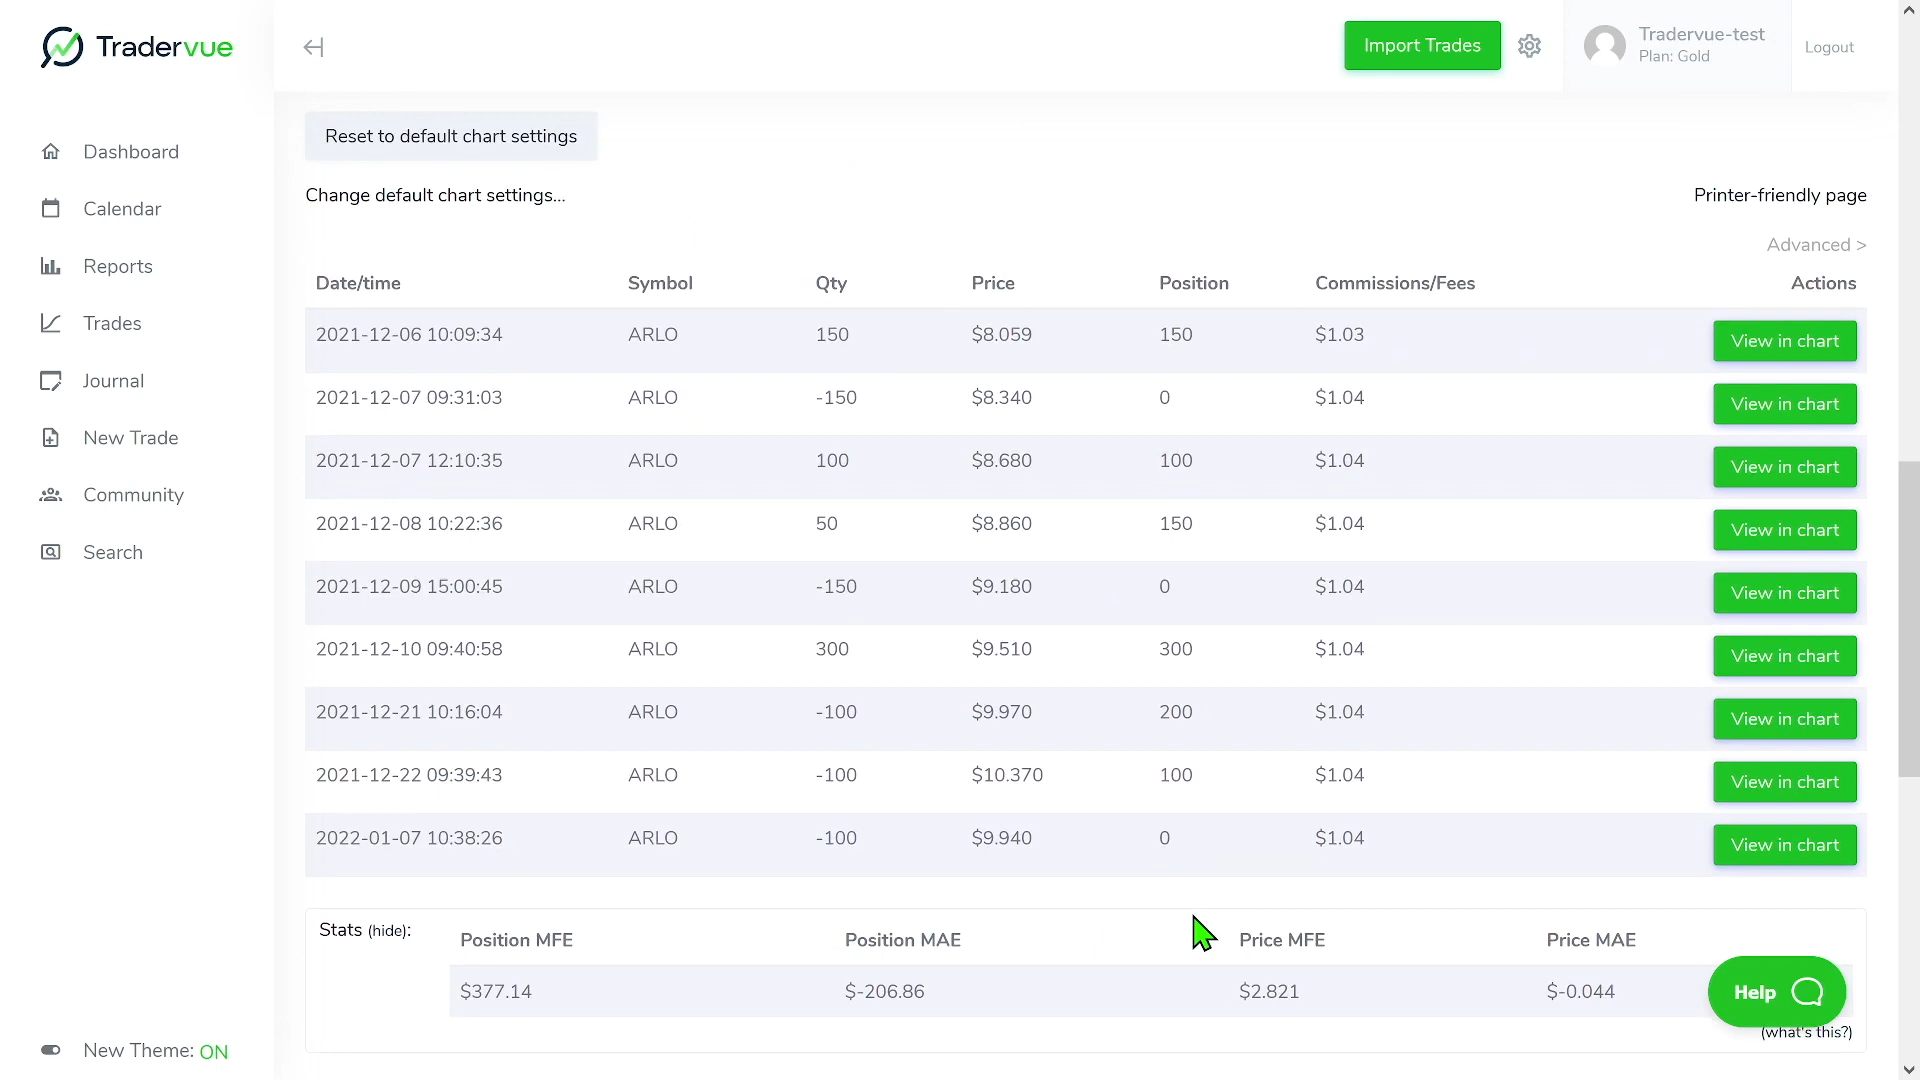 Tradervue
Import Trades
Tradervue-test
Plan: Gold
Logout
Dashboard
Calendar
Reports
Trades
Journal
New Trade
Community
Search
New Theme: ON
Reset to default chart settings
Change default chart settings...
Printer-friendly page
Advanced >
Date/time Symbol Qty Price Position Commissions/Fees Actions
2021-12-06 10:09:34 ARLO 150 $8.059 150 $1.03 View in chart
2021-12-07 09:31:03 ARLO -150 $8.340 0 $1.04 View in chart
2021-12-07 12:10:35 ARLO 100 $8.680 100 $1.04 View in chart
2021-12-08 10:22:36 ARLO 50 $8.860 150 $1.04 View in chart
2021-12-09 15:00:45 ARLO -150 $9.180 0 $1.04 View in chart
2021-12-10 09:40:58 ARLO 300 $9.510 300 $1.04 View in chart
2021-12-21 10:16:04 ARLO -100 $9.970 200 $1.04 View in chart
2021-12-22 09:39:43 ARLO -100 $10.370 100 $1.04 View in chart
2022-01-07 10:38:26 ARLO -100 $9.940 0 $1.04 View in chart
Stats (hide): Position MFE Position MAE Price MFE Price MAE
$377.14 $-206.86 $2.821 $-0.044
Help
(what's this?)